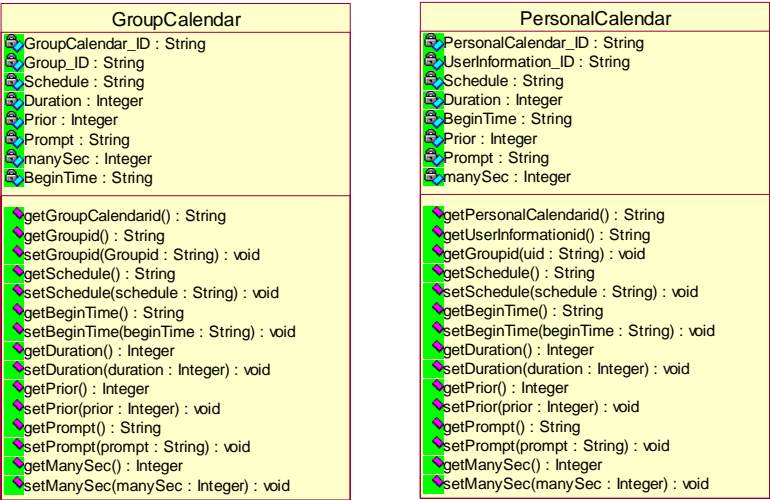 GroupCalendar
GroupCalendar_ID : String
Group_ID : String
Schedule : String
Duration : Integer
Prior : Integer
Prompt : String
manySec : Integer
BeginTime : String
getGroupCalendarid() : String
getGroupid() : String
setGroupid(Groupid : String) : void
getSchedule() : String
setSchedule(schedule : String) : void
getBeginTime() : String
setBeginTime(beginTime : String) : void
getDuration() : Integer
setDuration(duration : Integer) : void
getPrior() : Integer
setPrior(prior : Integer) : void
getPrompt() : String
setPrompt(prompt : String) : void
getManySec() : Integer
setManySec(manySec : Integer) : void
PersonalCalendar
PersonalCalendar_ID : String
UserInformation_ID : String
Schedule : String
Duration : Integer
BeginTime : String
Prior : Integer
Prompt : String
manySec : Integer
getPersonalCalendarid() : String
getUserInformationid() : String
getGroupid(uid : String) : void
getSchedule() : String
setSchedule(schedule : String) : void
getBeginTime() : String
setBeginTime(beginTime : String) : void
getDuration() : Integer
setDuration(duration : Integer) : void
getPrior() : Integer
setPrior(prior : Integer) : void
getPrompt() : String
setPrompt(prompt : String) : void
getManySec() : Integer
setManySec(manySec : Integer) : void